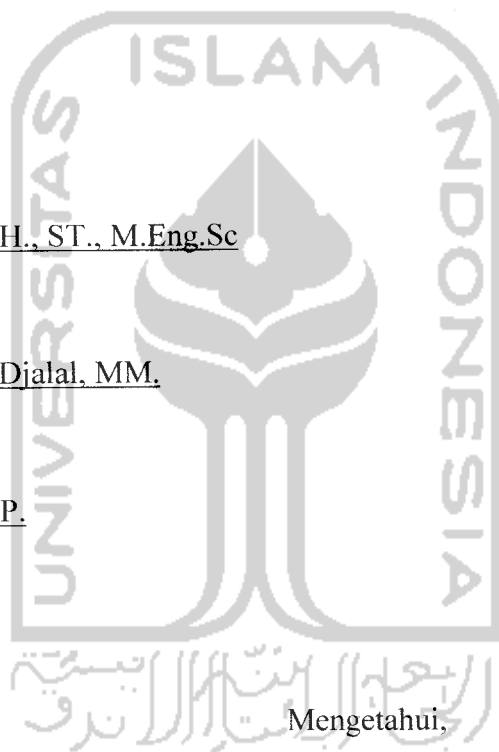 ISLAM
UNIVERSITAS
INDONESIA
H., ST., M.Eng.Sc
Djalal, MM.
P.
Mengetahui,